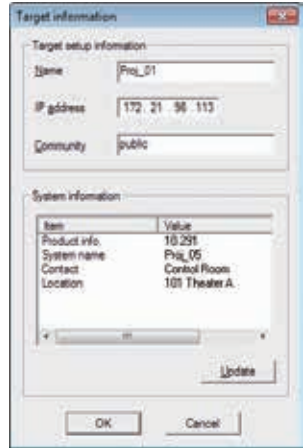 Target information
Target setup information
Name Proj_01
IP address 172 . 21 . 56 . 113
Community public
System information
Item Value
Product info. 10.291
System name Proj_05
Contact Control Room
Location 101 Theater A
Update
OK Cancel